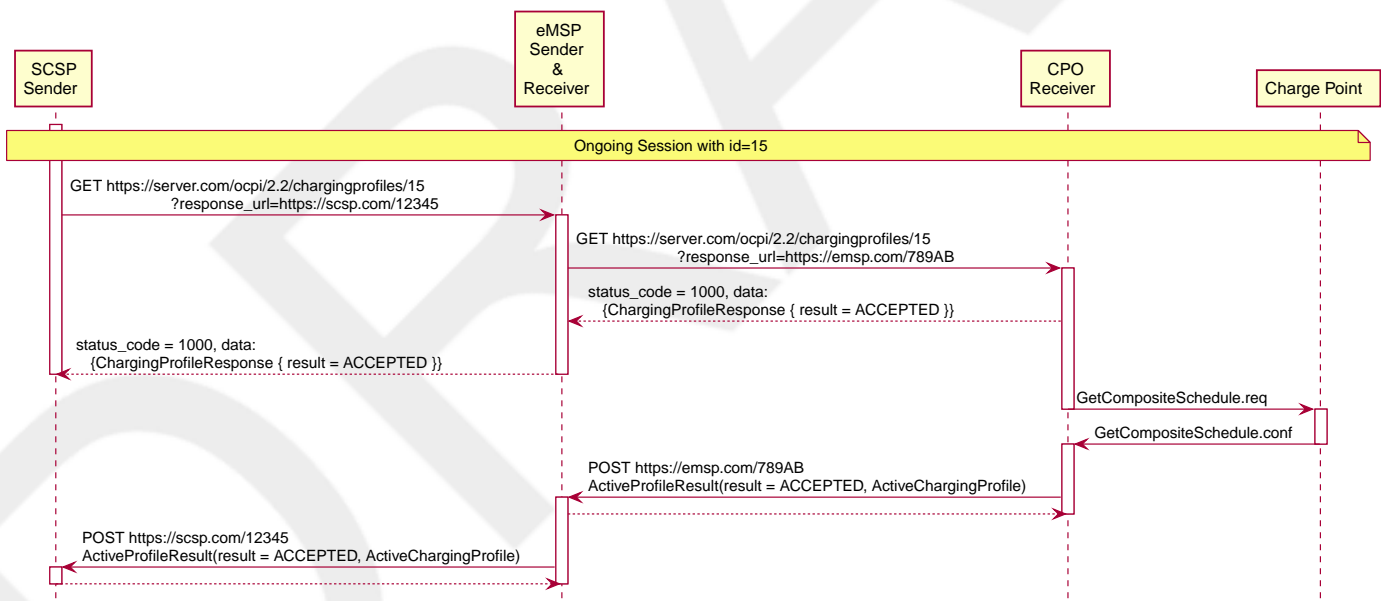 SCSP
Sender
eMSP
Sender
&
Receiver
CPO
Receiver
Charge Point
Ongoing Session with id=15
GET https://server.com/ocpi/2.2/chargingprofiles/15
?response_url=https://scsp.com/12345
GET https://server.com/ocpi/2.2/chargingprofiles/15
?response_url=https://emsp.com/789AB
status_code = 1000, data:
{ChargingProfileResponse { result = ACCEPTED }}
status_code = 1000, data:
{ChargingProfileResponse { result = ACCEPTED }}
GetCompositeSchedule.req
GetCompositeSchedule.conf
POST https://emsp.com/789AB
ActiveProfileResult(result = ACCEPTED, ActiveChargingProfile)
POST https://scsp.com/12345
ActiveProfileResult(result = ACCEPTED, ActiveChargingProfile)